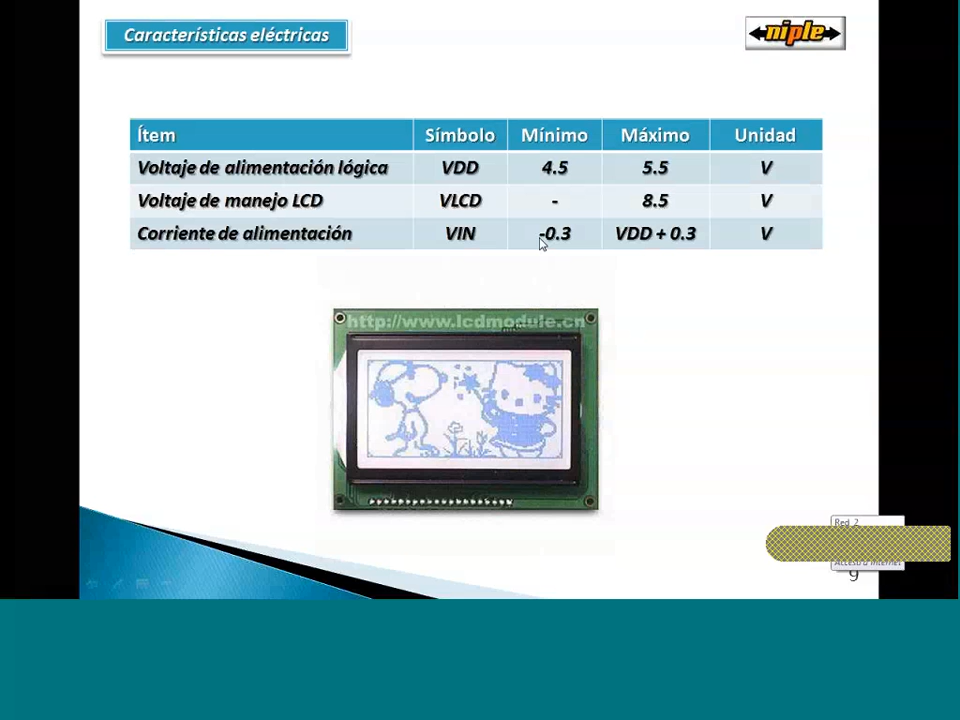 Características eléctricas
niple
Ítem Símbolo Mínimo Máximo Unidad
Voltaje de alimentación lógica VDD 4.5 5.5 V
Voltaje de manejo LCD VLCD - 8.5 V
Corriente de alimentación VIN -0.3 VDD + 0.3 V
http://www.lcdmodule.cn
Red 2
Acceso a Internet
9